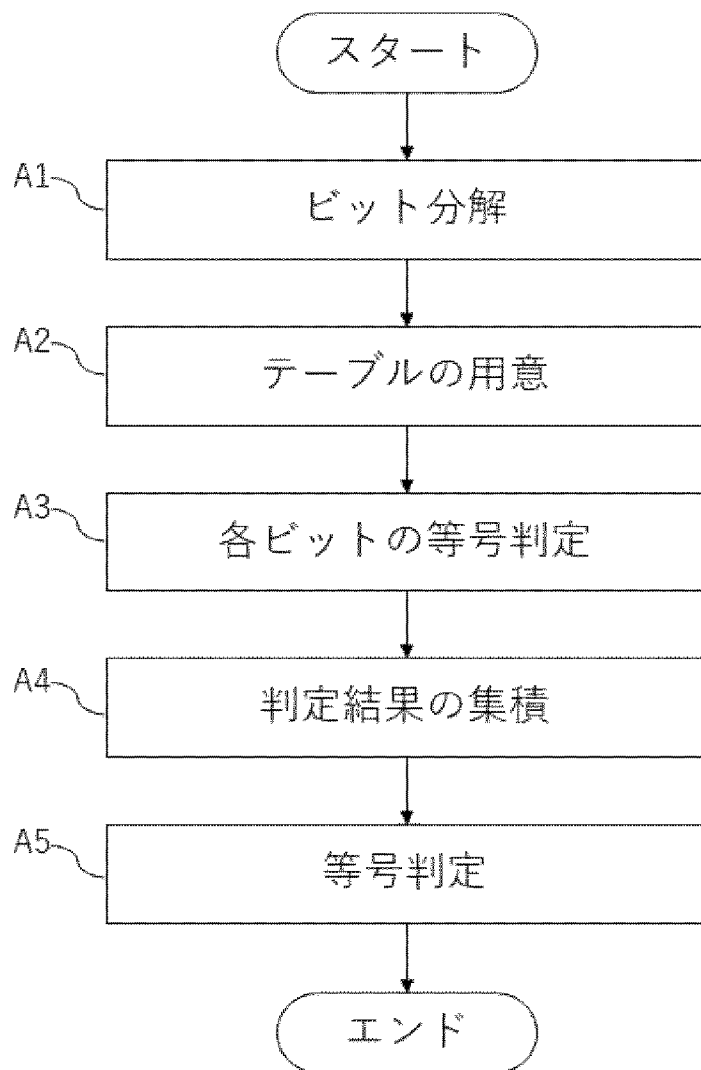 スタート
A1
ビット分解
A2
テーブルの用意
A3
各ビットの等号判定
A4
判定結果の集積
A5
等号判定
エンド